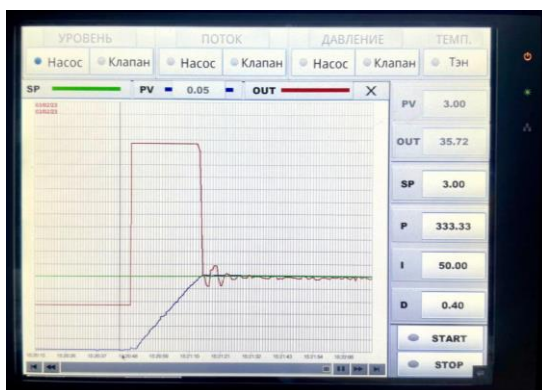 УРОВЕНЬ ПОТОК ДАВЛЕНИЕ ТЕМП.
Насос Клапан Насос Клапан Насос Клапан Тэн
SP PV 0.05 OUT X
PV 3.00
OUT 35.72
SP 3.00
P 333.33
I 50.00
D 0.40
START
STOP